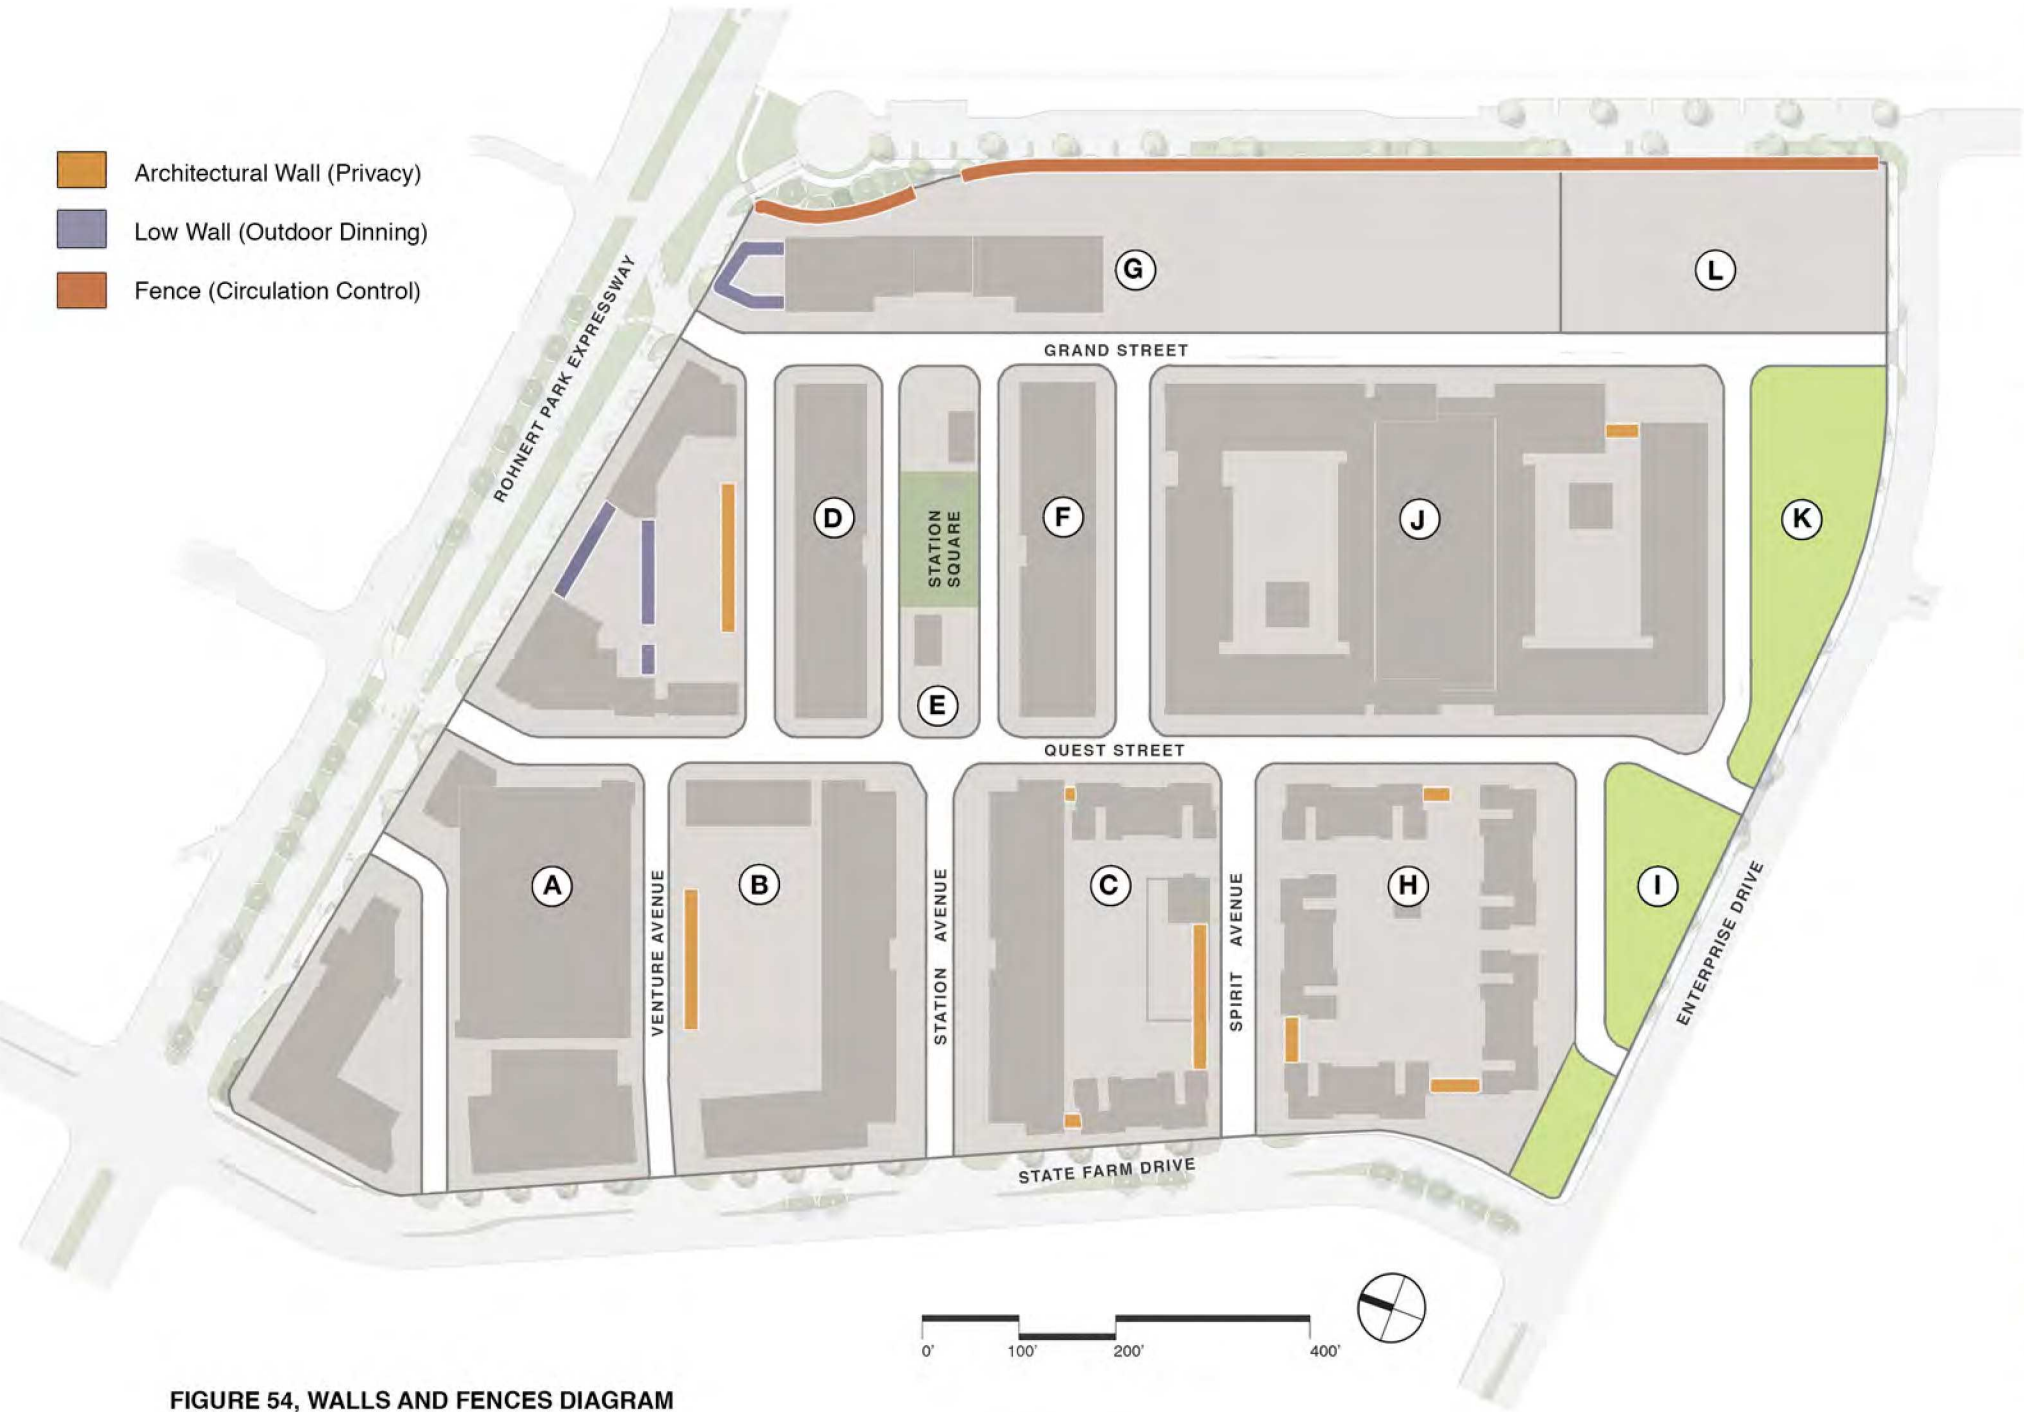 Architectural Wall (Privacy)
Low Wall (Outdoor Dinning)
Fence (Circulation Control)
ROHNERT PARK EXPRESSWAY
G
L
GRAND STREET
D
STATION
SQUARE
F
J
K
E
QUEST STREET
A
VENTURE AVENUE
B
STATION AVENUE
C
SPIRIT AVENUE
H
I
ENTERPRISE DRIVE
STATE FARM DRIVE
0' 100' 200' 400'
FIGURE 54, WALLS AND FENCES DIAGRAM